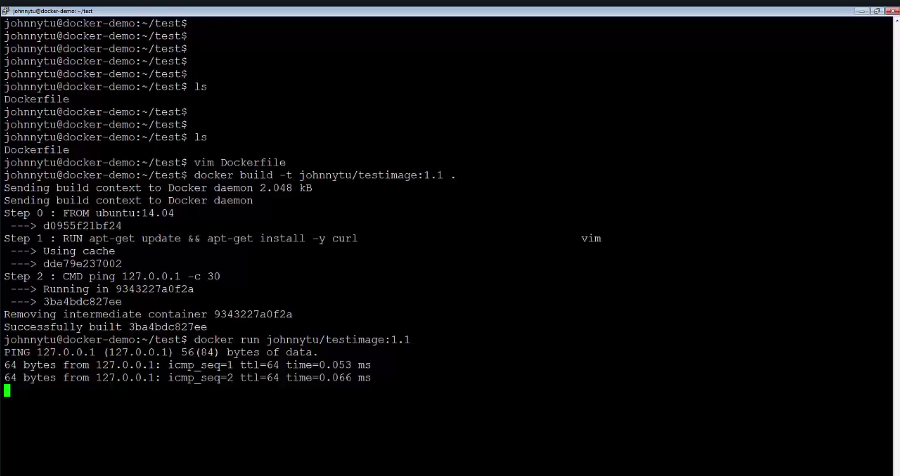 johnnytu@docker-demo: ~/test
johnnytu@docker-demo:~/test$
johnnytu@docker-demo:~/test$
johnnytu@docker-demo:~/test$
johnnytu@docker-demo:~/test$
johnnytu@docker-demo:~/test$
johnnytu@docker-demo:~/test$ ls
Dockerfile
johnnytu@docker-demo:~/test$
johnnytu@docker-demo:~/test$
johnnytu@docker-demo:~/test$ ls
Dockerfile
johnnytu@docker-demo:~/test$ vim Dockerfile
johnnytu@docker-demo:~/test$ docker build -t johnnytu/testimage:1.1 .
Sending build context to Docker daemon 2.048 kB
Sending build context to Docker daemon
Step 0 : FROM ubuntu:14.04
 ---> d0955f21bf24
Step 1 : RUN apt-get update && apt-get install -y curl vim
 ---> Using cache
 ---> dde79e237002
Step 2 : CMD ping 127.0.0.1 -c 30
 ---> Running in 9343227a0f2a
 ---> 3ba4bdc827ee
Removing intermediate container 9343227a0f2a
Successfully built 3ba4bdc827ee
johnnytu@docker-demo:~/test$ docker run johnnytu/testimage:1.1
PING 127.0.0.1 (127.0.0.1) 56(84) bytes of data.
64 bytes from 127.0.0.1: icmp_seq=1 ttl=64 time=0.053 ms
64 bytes from 127.0.0.1: icmp_seq=2 ttl=64 time=0.066 ms